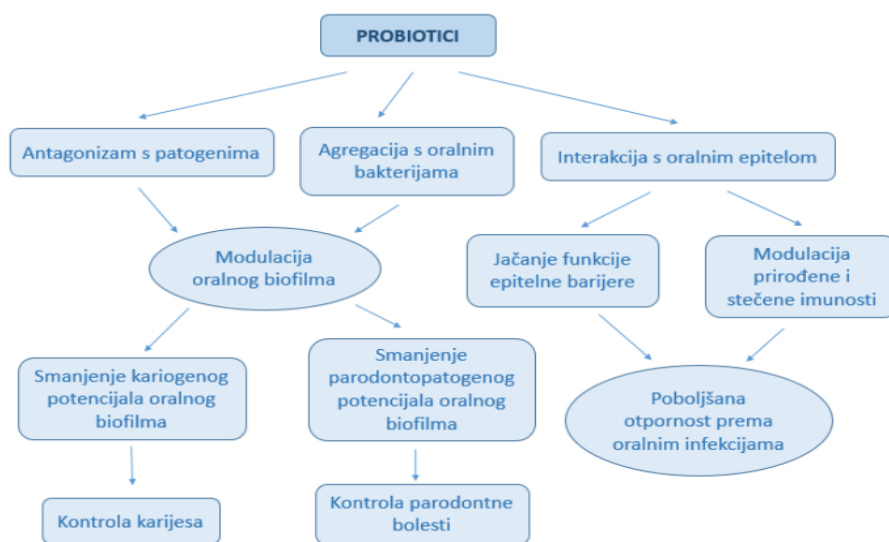 PROBIOTICI
Antagonizam s patogenima
Agregacija s oralnim
bakterijama
Interakcija s oralnim epitelom
Modulacija
oralnog biofilma
Jačanje funkcije
epitelne barijere
Modulacija
prirođene i
stečene imunosti
Smanjenje kariogenog
potencijala oralnog
biofilma
Smanjenje
parodontopatogenog
potencijala oralnog
biofilma
Poboljšana
otpornost prema
oralnim infekcijama
Kontrola karijesa
Kontrola parodontne
bolesti